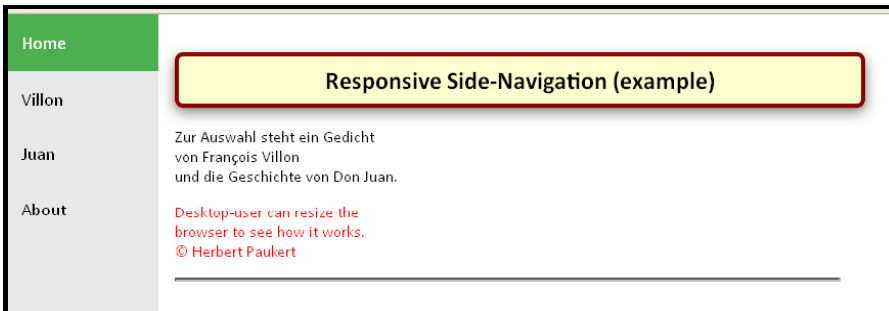 Home
Villon
Juan
About
Responsive Side-Navigation (example)
Zur Auswahl steht ein Gedicht
von François Villon
und die Geschichte von Don Juan.
Desktop-user can resize the
browser to see how it works.
© Herbert Paukert